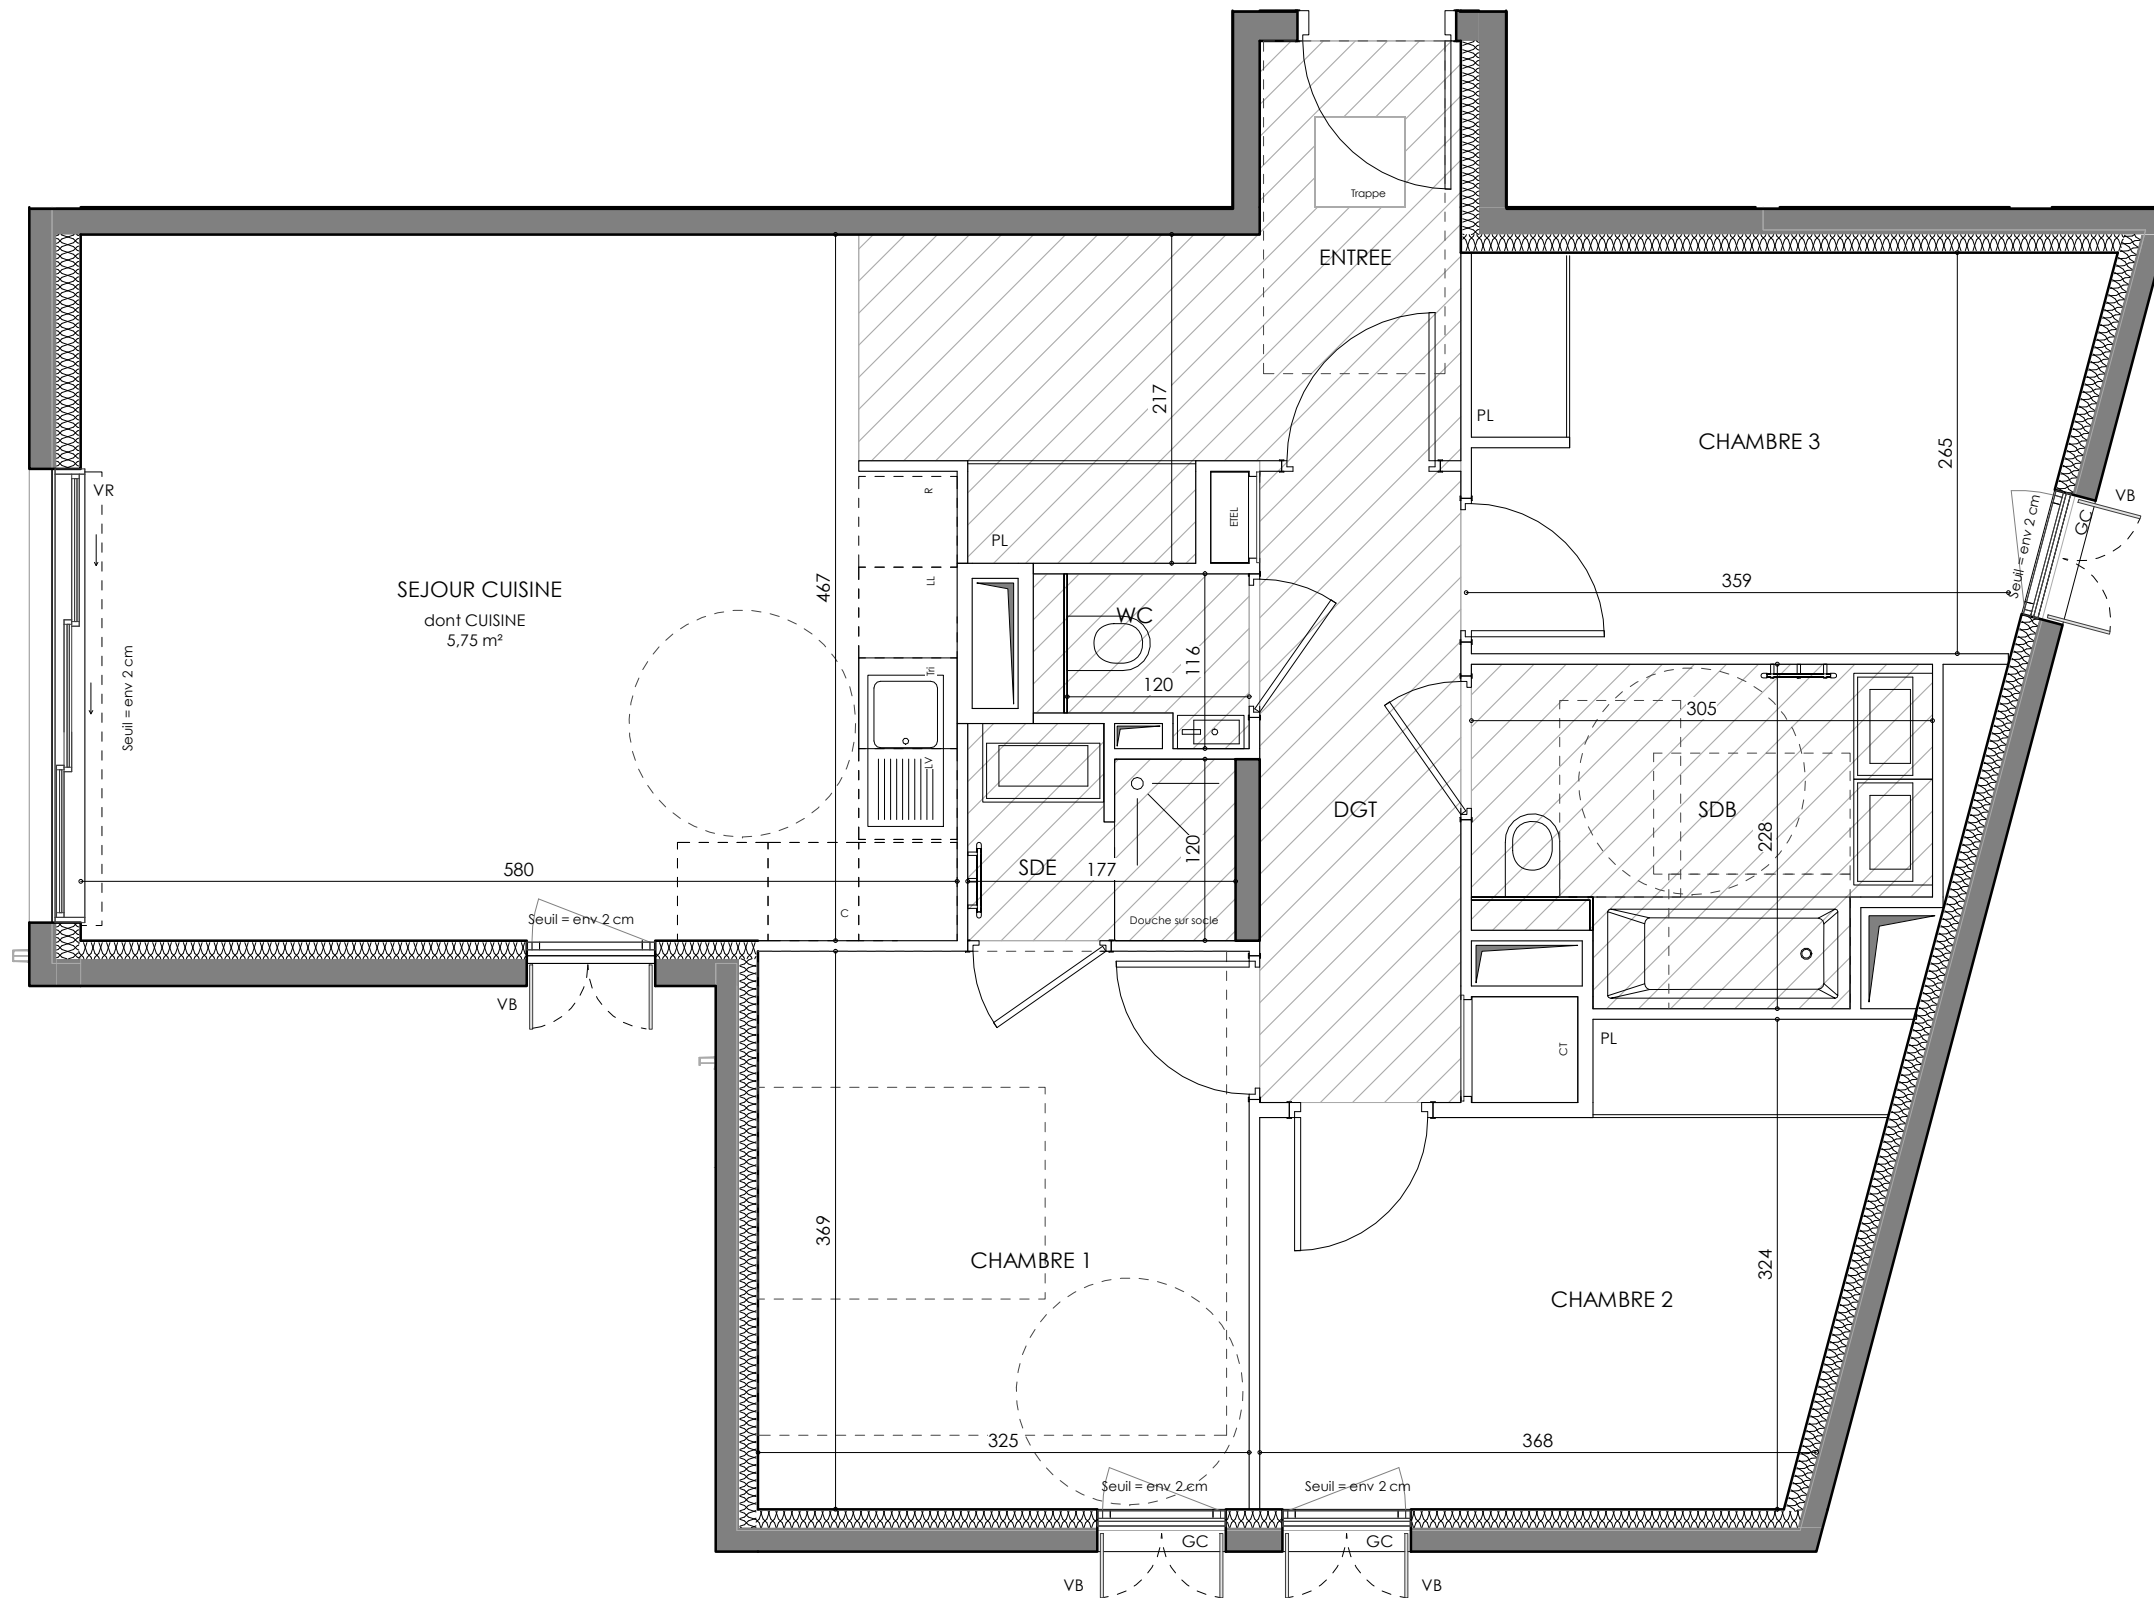 Trappe
ENTREE
217
PL
CHAMBRE 3
265
VR
R
ETEL
PL
VB
GC
Seuil = env 2 cm
SEJOUR CUISINE
dont CUISINE
5,75 m²
467
LL
359
WC
116
120
Tri
Seuil = env 2 cm
305
LV
DGT
SDB
228
120
580
SDE
177
C
Seuil = env 2 cm
Douche sur socle
VB
CT
PL
369
CHAMBRE 1
324
CHAMBRE 2
325
368
Seuil = env 2 cm
Seuil = env 2 cm
GC
GC
VB
VB